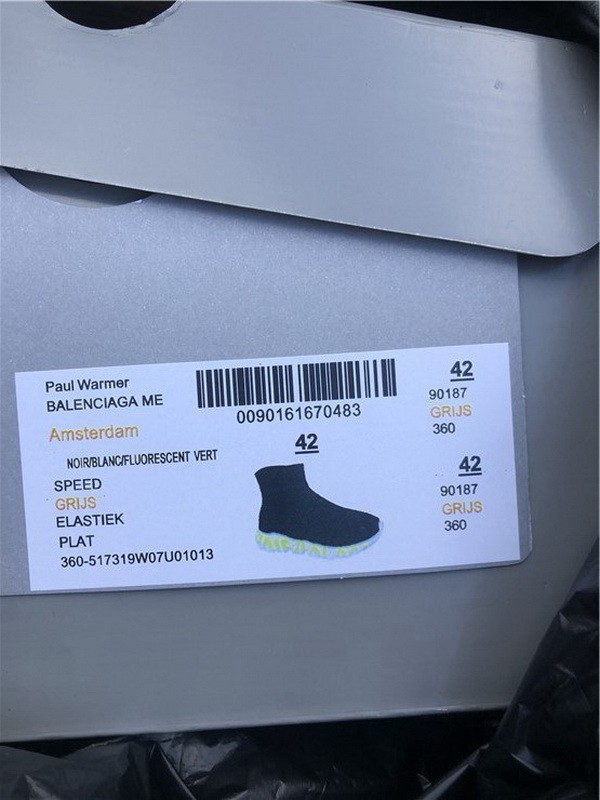 Paul Warmer
BALENCIAGA ME
Amsterdam
NOIR/BLANC/FLUORESCENT VERT
SPEED
GRIJS
ELASTIEK
PLAT
360-517319W07U01013
0090161670483
42
42
90187
GRIJS
360
42
90187
GRIJS
360